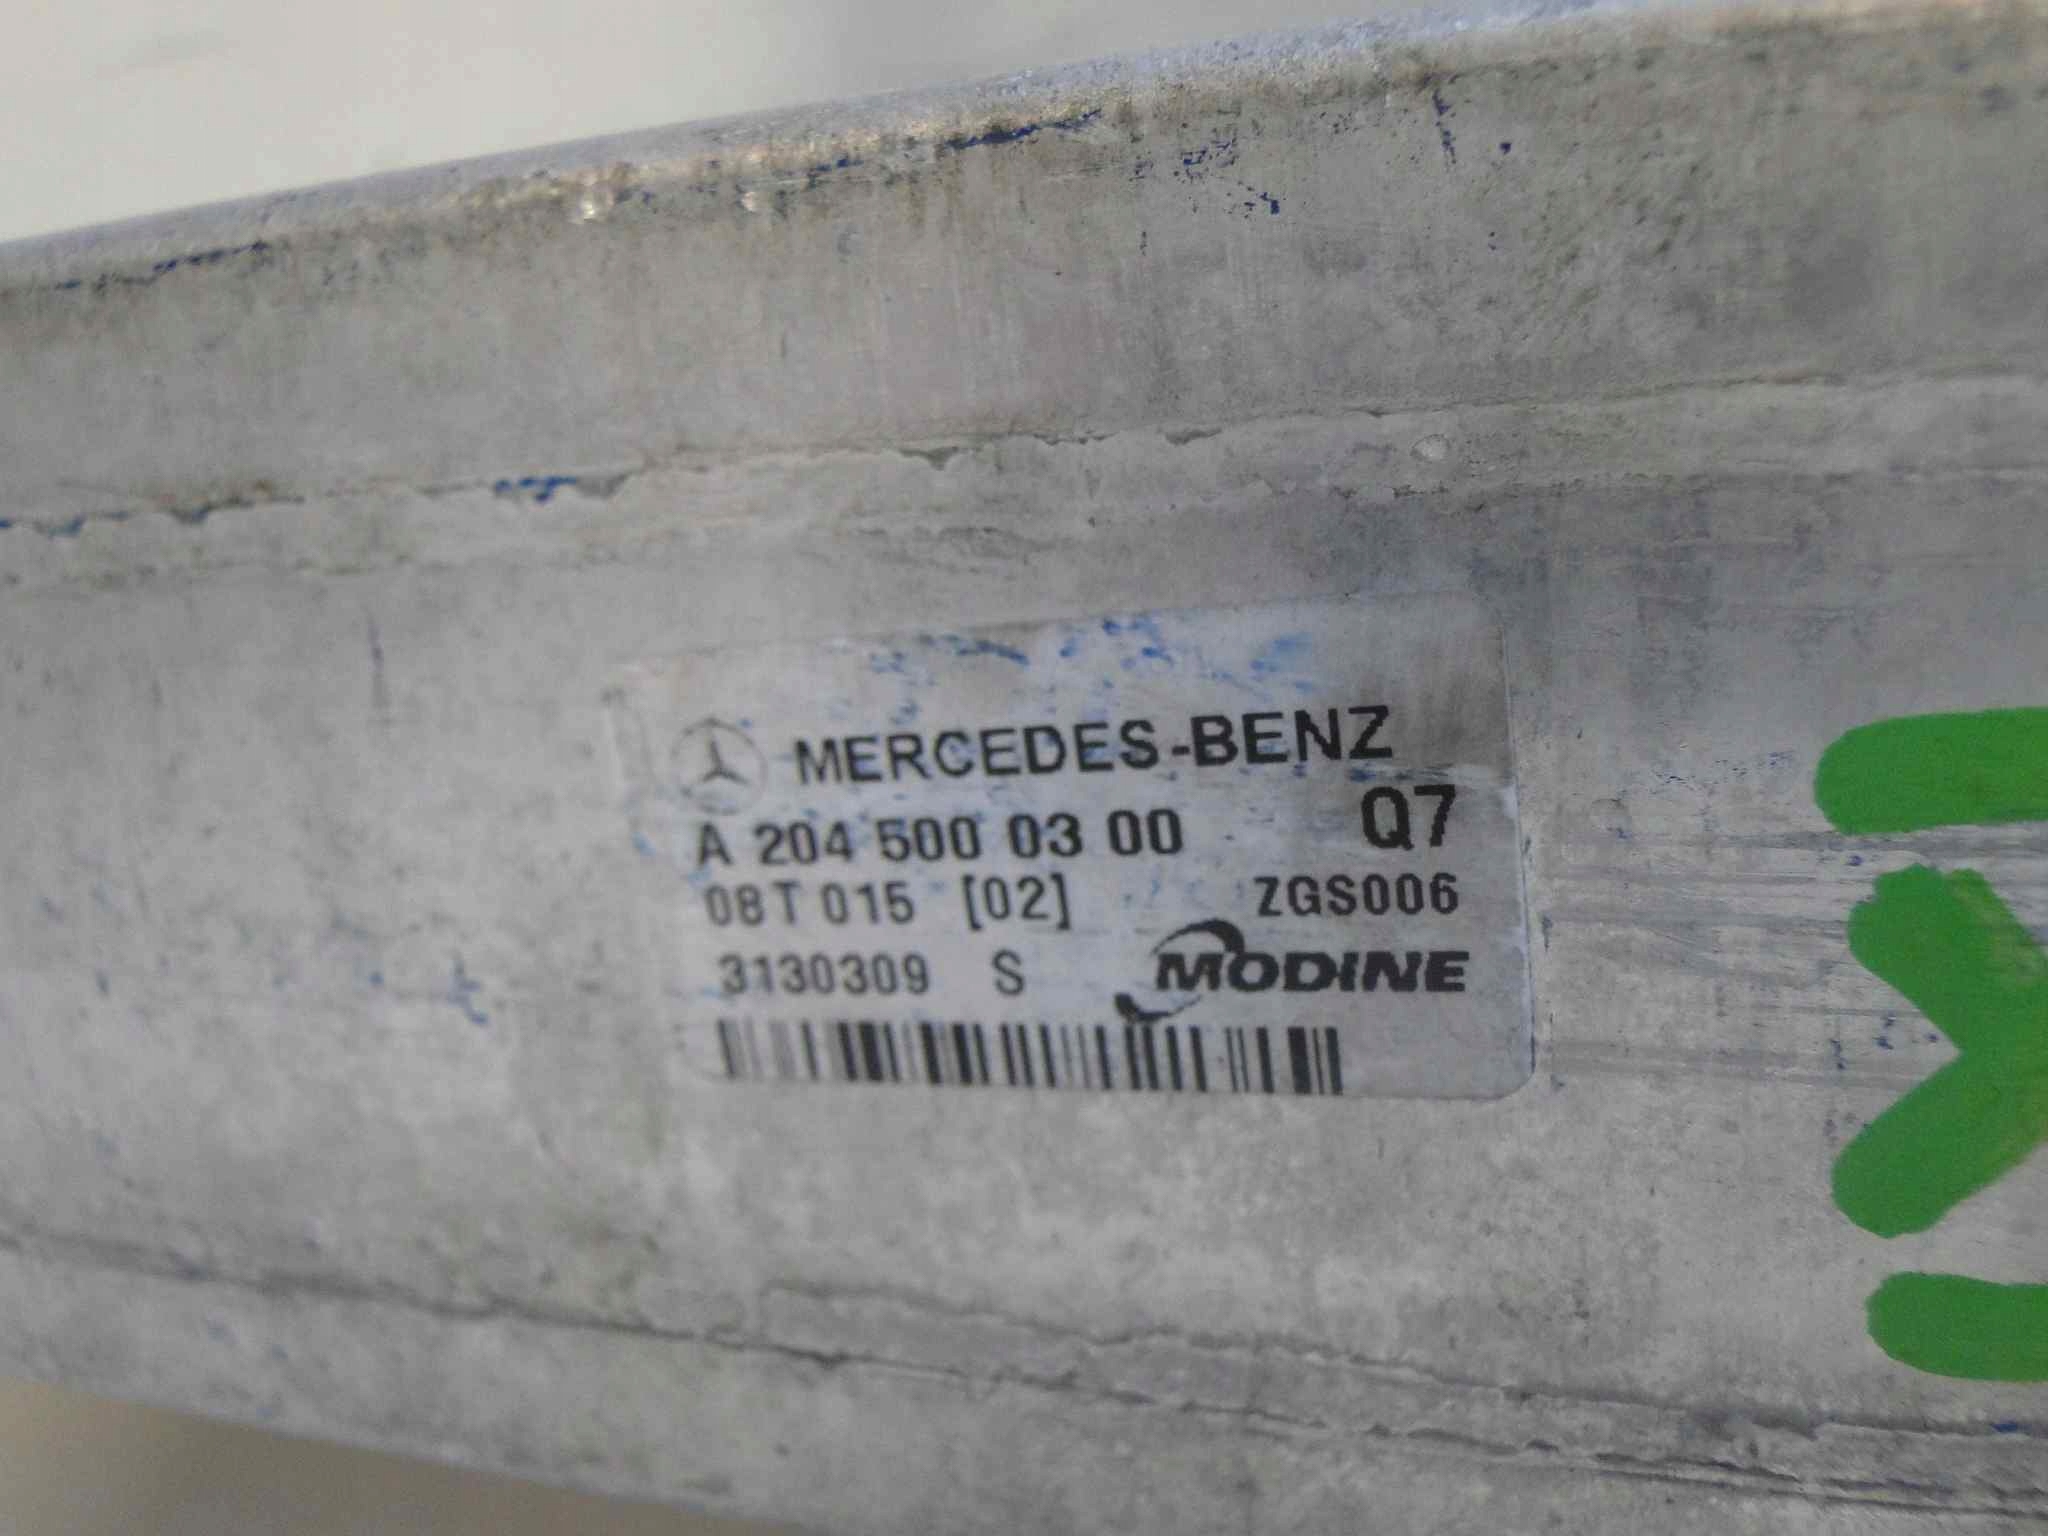 MERCEDES-BENZ
A 204 500 03 00 Q7
08T 015 [02] ZGS006
3130309 S MODINE